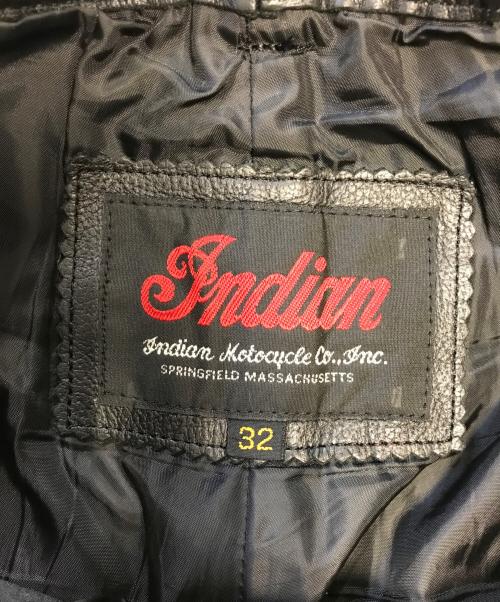 Indian
Indian Motocycle Co., Inc.
SPRINGFIELD MASSACHUSETTS
32